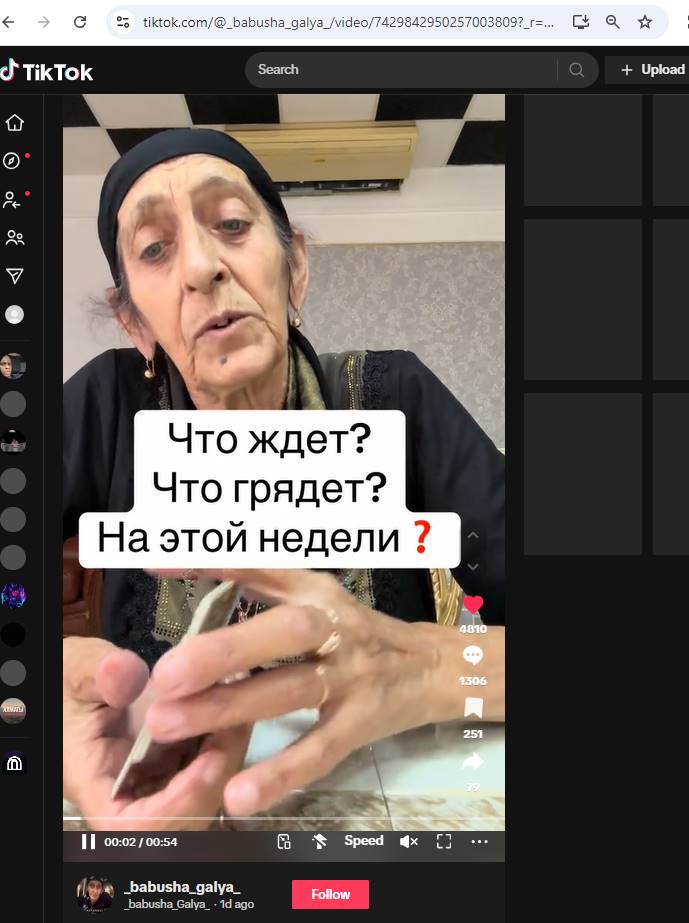 tiktok.com/@_babusha_galya_/video/7429842950257003809?_r=...
TikTok
Search
Upload
Что ждет?
Что грядет?
На этой недели❓
4810
1306
251
79
00:02 / 00:54
Speed
_babusha_galya_
_babusha_Galya_ · 1d ago
Follow